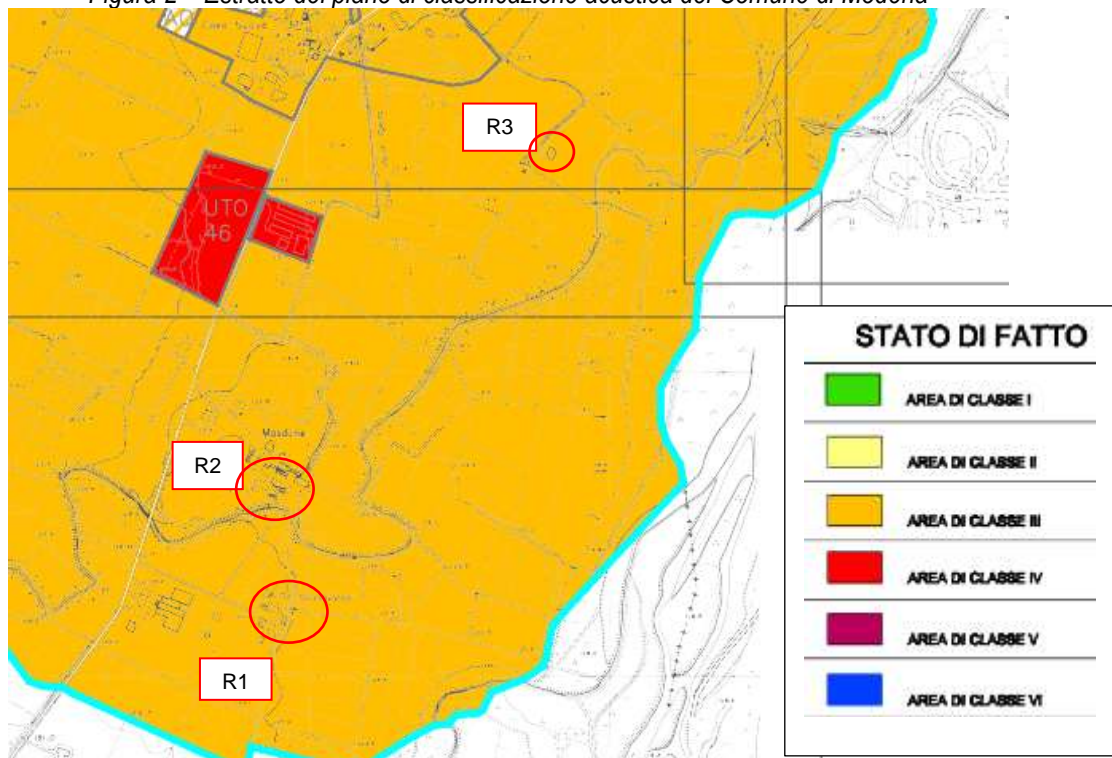 Figura 2 - Estratto del piano di classificazione acustica del Comune di Modena
R3
UTO
46
R2
R1
STATO DI FATTO
AREA DI CLASSE I
AREA DI CLASSE II
AREA DI CLASSE III
AREA DI CLASSE IV
AREA DI CLASSE V
AREA DI CLASSE VI